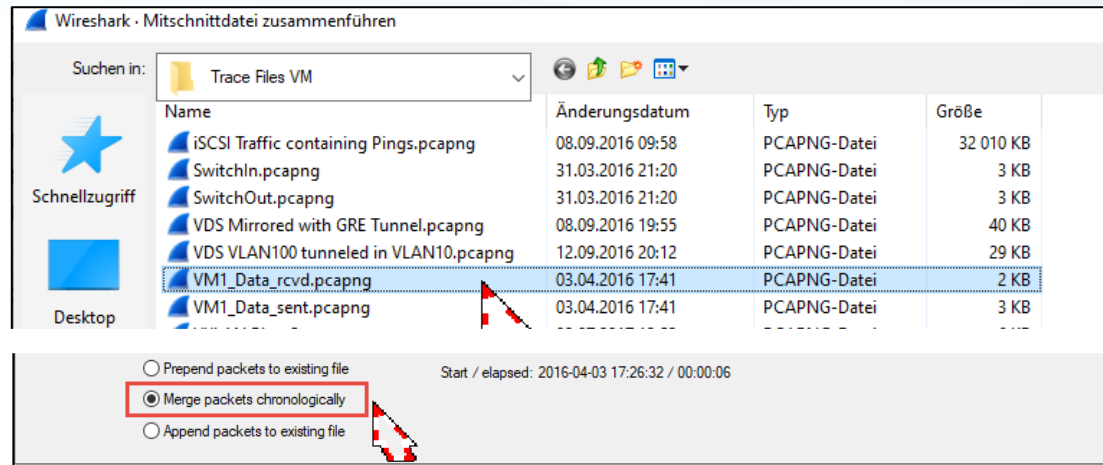 Wireshark · Mitschnittdatei zusammenführen
Suchen in: Trace Files VM
Name Änderungsdatum Typ Größe
iSCSI Traffic containing Pings.pcapng 08.09.2016 09:58 PCAPNG-Datei 32 010 KB
SwitchIn.pcapng 31.03.2016 21:20 PCAPNG-Datei 3 KB
Schnellzugriff SwitchOut.pcapng 31.03.2016 21:20 PCAPNG-Datei 3 KB
VDS Mirrored with GRE Tunnel.pcapng 08.09.2016 19:55 PCAPNG-Datei 40 KB
VDS VLAN100 tunneled in VLAN10.pcapng 12.09.2016 20:12 PCAPNG-Datei 29 KB
VM1_Data_rcvd.pcapng 03.04.2016 17:41 PCAPNG-Datei 2 KB
Desktop VM1_Data_sent.pcapng 03.04.2016 17:41 PCAPNG-Datei 3 KB
Prepend packets to existing file Start / elapsed: 2016-04-03 17:26:32 / 00:00:06
Merge packets chronologically
Append packets to existing file